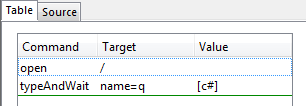 Table Source
Command Target Value
open /
typeAndWait name=q [c#]